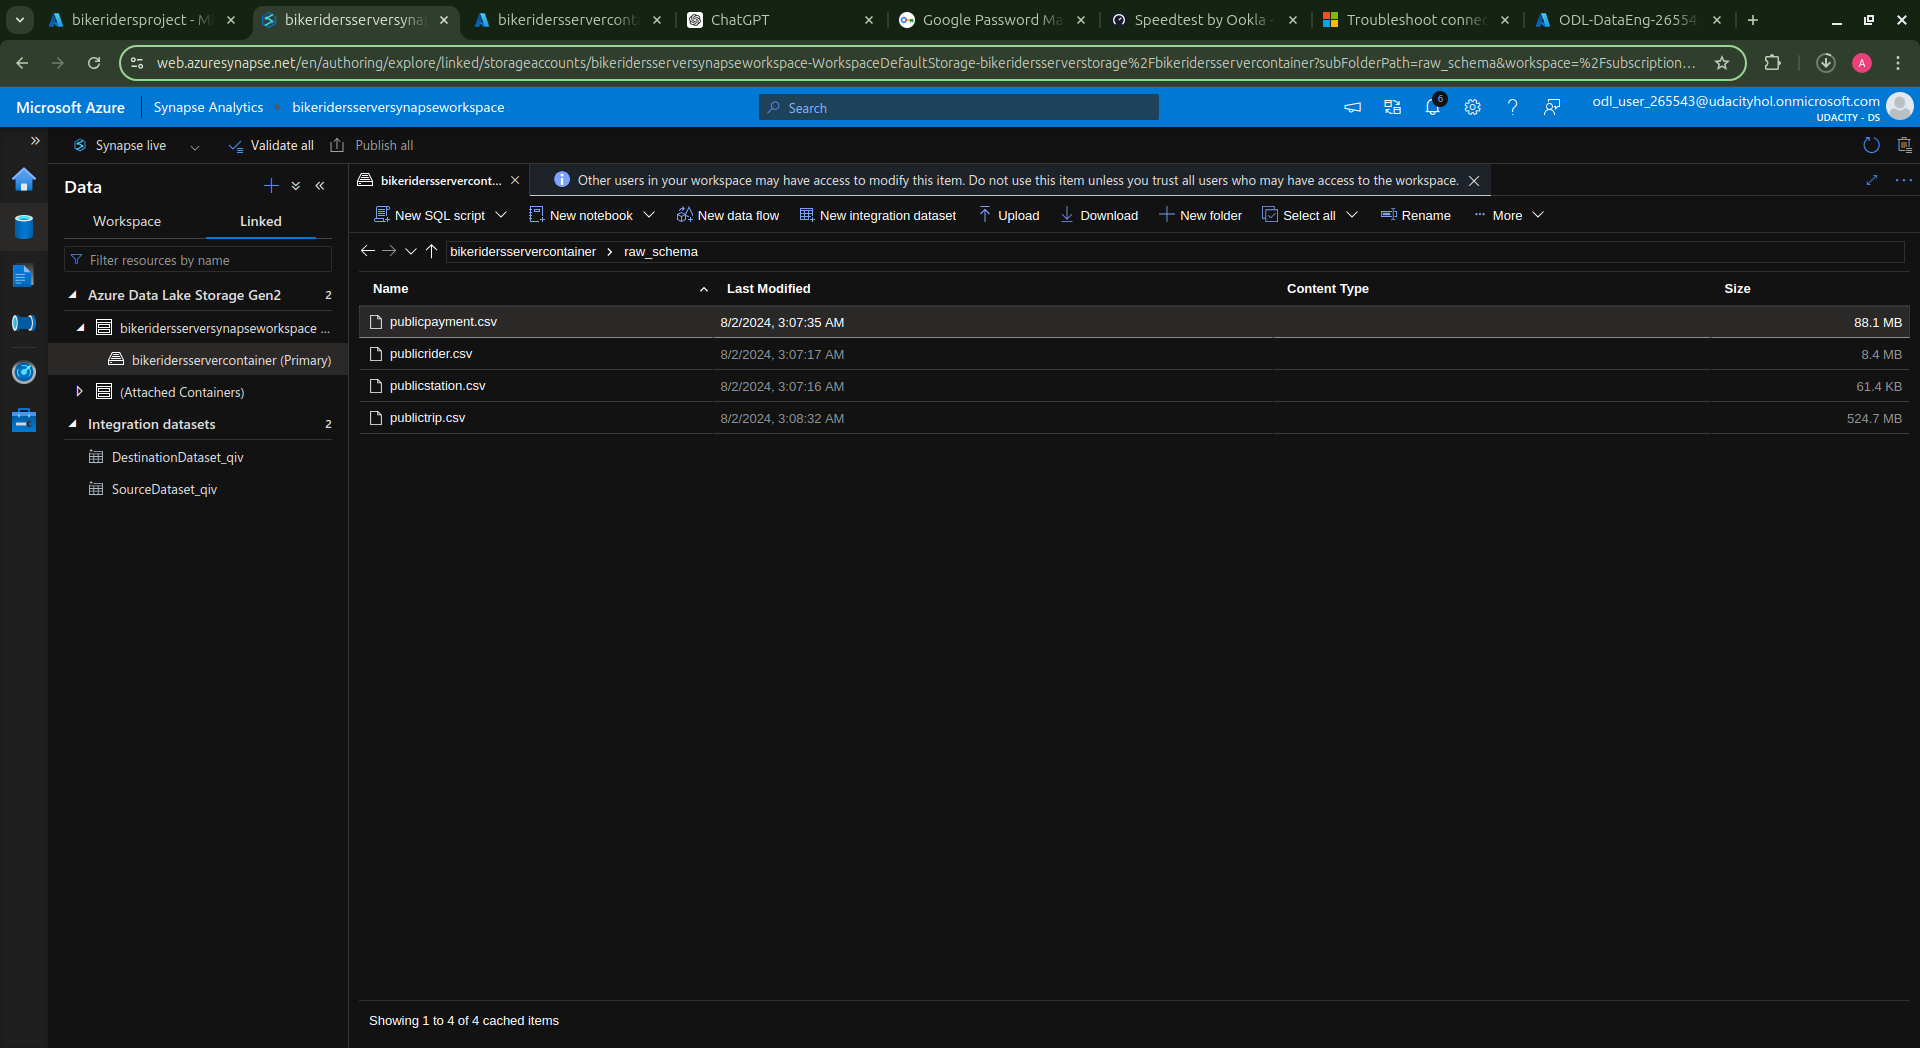 bikeridersproject - M
bikeridersserversynap
bikeridersservercont
ChatGPT
Google Password Ma
Speedtest by Ookla -
Troubleshoot connec
ODL-DataEng-26554
web.azuresynapse.net/en/authoring/explore/linked/storageaccounts/bikeridersserversynapseworkspace-WorkspaceDefaultStorage-bikeridersserverstorage%2Fbikeridersservercontainer?subFolderPath=raw_schema&workspace=%2Fsubscription...
A
Microsoft Azure
Synapse Analytics
bikeridersserversynapseworkspace
Search
6
odl_user_265543@udacityhol.onmicrosoft.com
UDACITY - DS
Synapse live
Validate all
Publish all
Data
Workspace
Linked
Filter resources by name
Azure Data Lake Storage Gen2 2
bikeridersserversynapseworkspace ...
bikeridersservercontainer (Primary)
(Attached Containers)
Integration datasets 2
DestinationDataset_qiv
SourceDataset_qiv
bikeridersservercont...
Other users in your workspace may have access to modify this item. Do not use this item unless you trust all users who may have access to the workspace.
New SQL script
New notebook
New data flow
New integration dataset
Upload
Download
New folder
Select all
Rename
More
bikeridersservercontainer > raw_schema
Name Last Modified Content Type Size
publicpayment.csv 8/2/2024, 3:07:35 AM 88.1 MB
publicrider.csv 8/2/2024, 3:07:17 AM 8.4 MB
publicstation.csv 8/2/2024, 3:07:16 AM 61.4 KB
publictrip.csv 8/2/2024, 3:08:32 AM 524.7 MB
Showing 1 to 4 of 4 cached items